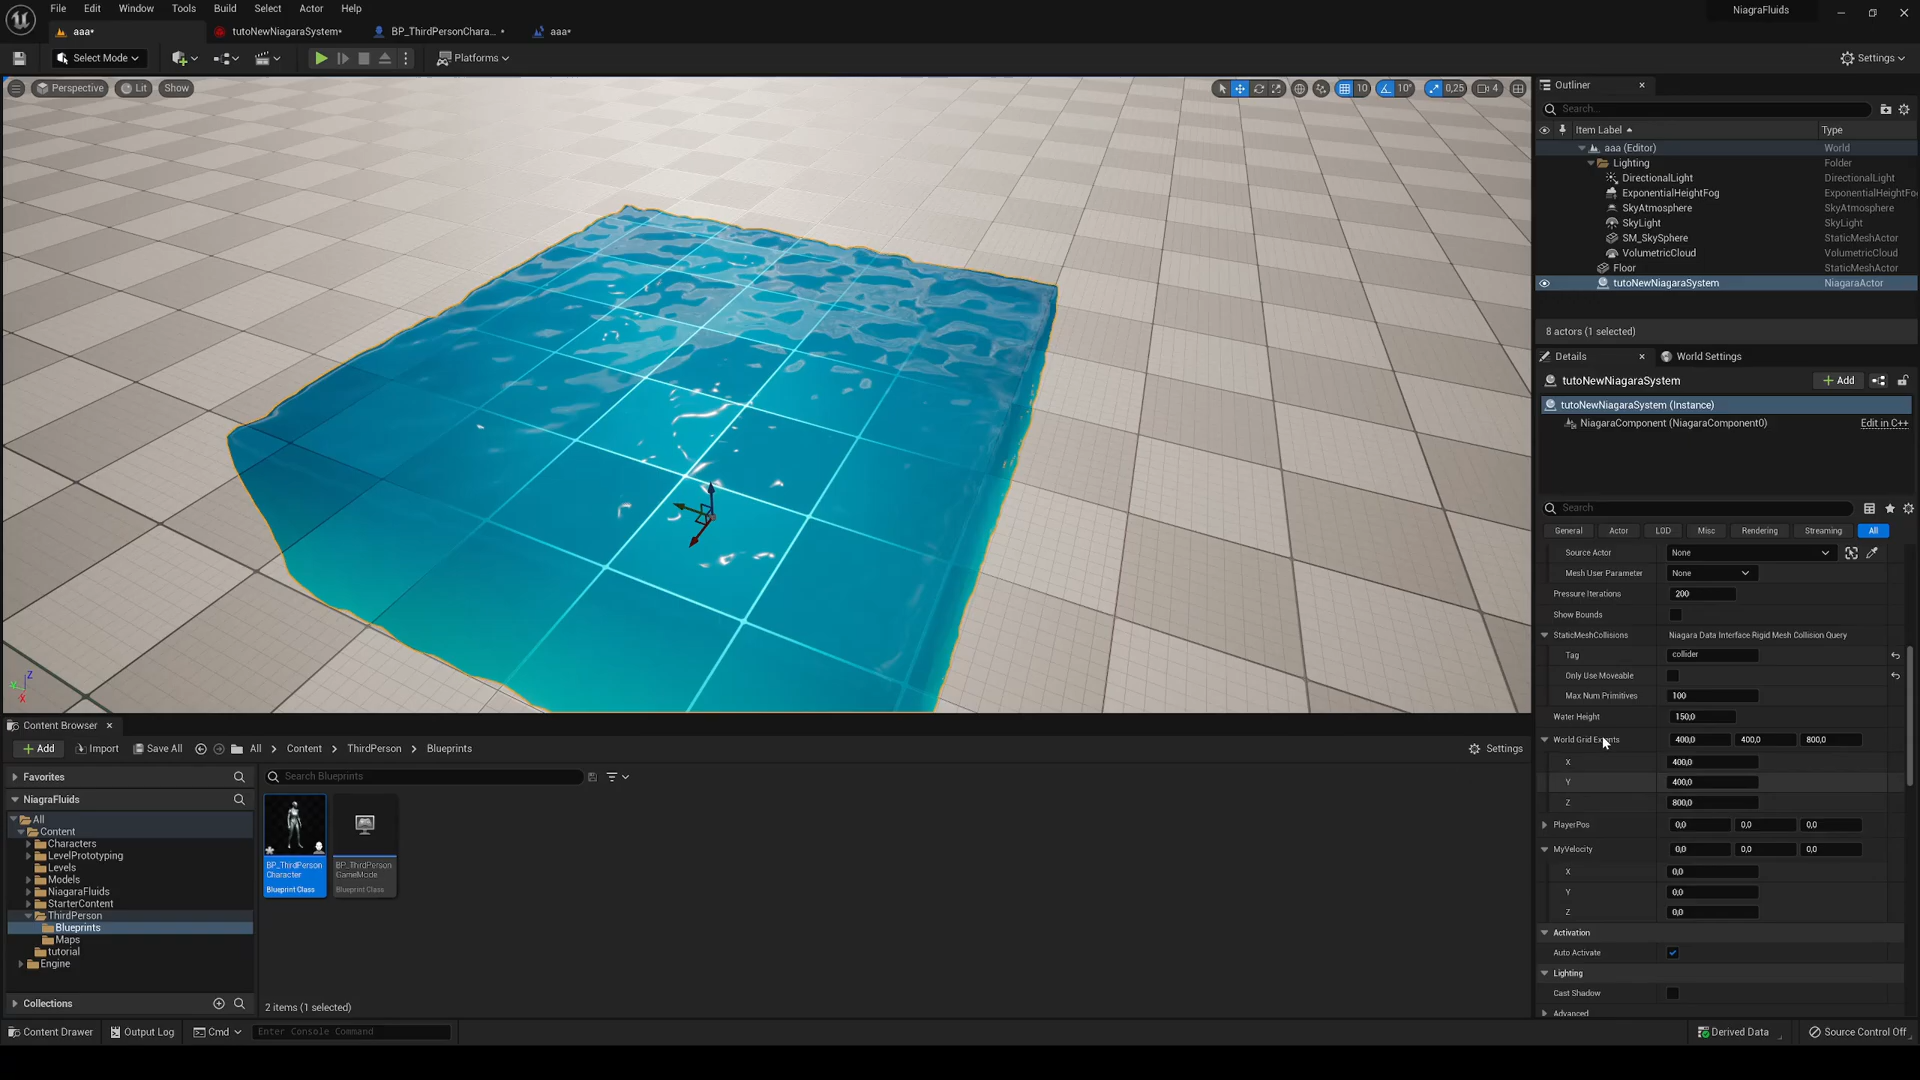 File Edit Window Tools Build Select Actor Help
NiagraFluids
aaa* tutoNewNiagaraSystem* BP_ThirdPersonChara... * aaa*
Select Mode Platforms Settings
Perspective Lit Show 10 10° 0,25 4
Outliner
Search...
Item Label Type
aaa (Editor) World
Lighting Folder
DirectionalLight DirectionalLight
ExponentialHeightFog ExponentialHeightFo
SkyAtmosphere SkyAtmosphere
SkyLight SkyLight
SM_SkySphere StaticMeshActor
VolumetricCloud VolumetricCloud
Floor StaticMeshActor
tutoNewNiagaraSystem NiagaraActor
8 actors (1 selected)
Details World Settings
tutoNewNiagaraSystem Add
tutoNewNiagaraSystem (Instance)
NiagaraComponent (NiagaraComponent0) Edit in C++
Search
General Actor LOD Misc Rendering Streaming All
Source Actor None
Mesh User Parameter None
Pressure Iterations 200
Show Bounds
StaticMeshCollisions Niagara Data Interface Rigid Mesh Collision Query
Tag collider
Only Use Moveable
Max Num Primitives 100
Water Height 150,0
World Grid Extents 400,0 400,0 800,0
X 400,0
Y 400,0
Z 800,0
PlayerPos 0,0 0,0 0,0
MyVelocity 0,0 0,0 0,0
X 0,0
Y 0,0
Z 0,0
Activation
Auto Activate
Lighting
Cast Shadow
Advanced
Z
Y
X
Content Browser
Add Import Save All All Content ThirdPerson Blueprints Settings
Favorites
NiagraFluids
All
Content
Characters
LevelPrototyping
Levels
Models
NiagaraFluids
StarterContent
ThirdPerson
Blueprints
Maps
tutorial
Engine
Collections
Search Blueprints
BP_ThirdPerson
Character
Blueprint Class
BP_ThirdPerson
GameMode
Blueprint Class
2 items (1 selected)
Content Drawer Output Log Cmd Enter Console Command Derived Data Source Control Off